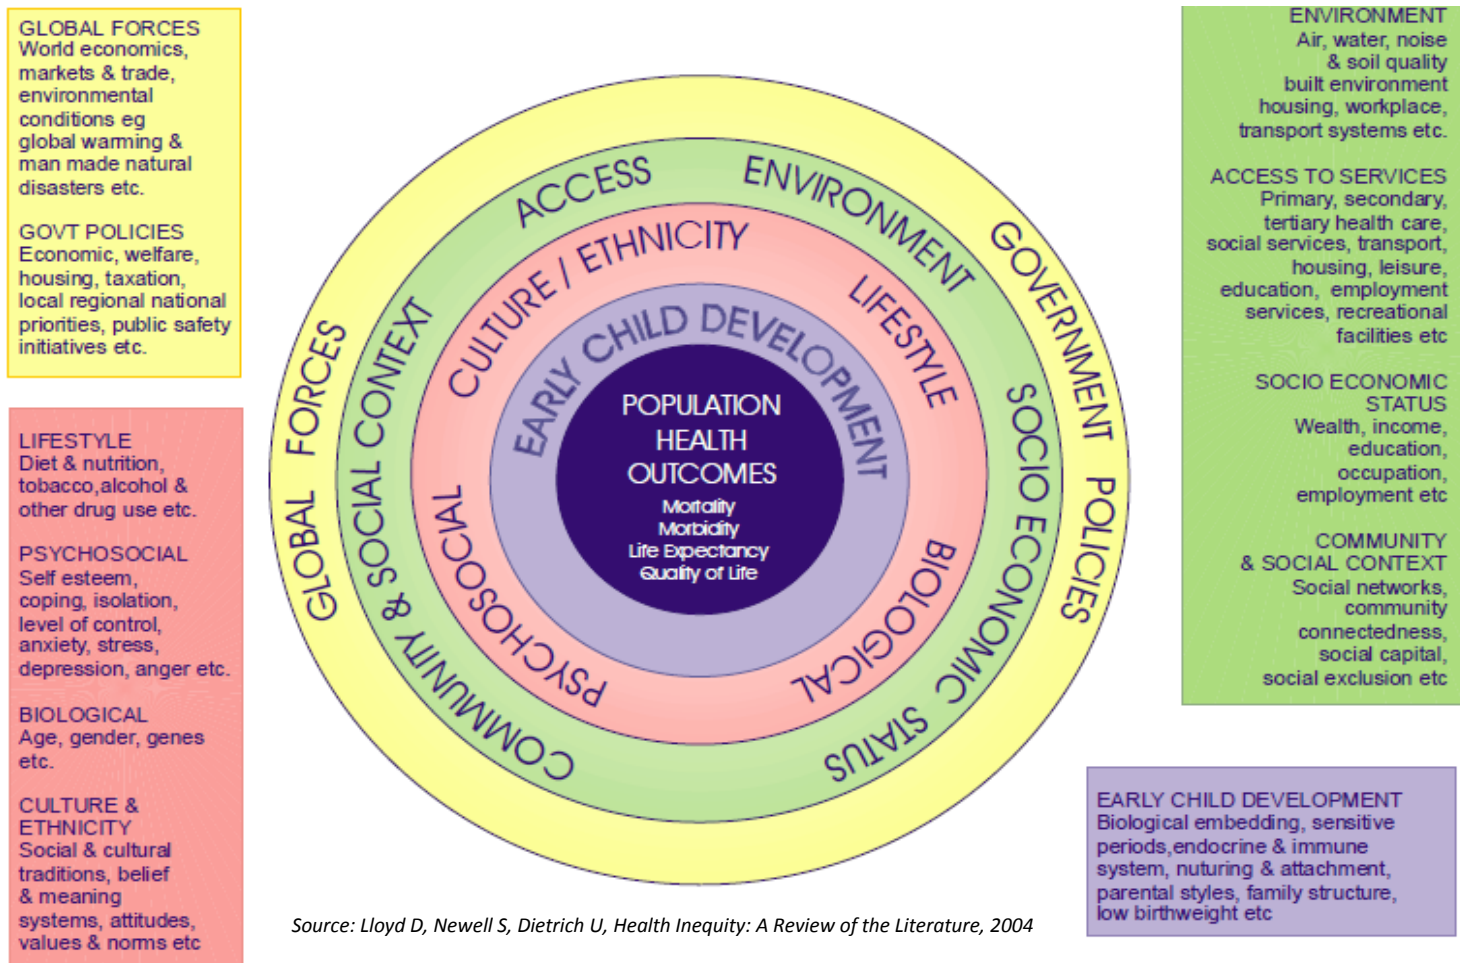 GLOBAL FORCES
World economics,
markets & trade,
environmental
conditions eg
global warming &
man made natural
disasters etc.
GOVT POLICIES
Economic, welfare,
housing, taxation,
local regional national
priorities, public safety
initiatives etc.
LIFESTYLE
Diet & nutrition,
tobacco,alcohol &
other drug use etc.
PSYCHOSOCIAL
Self esteem,
coping, isolation,
level of control,
anxiety, stress,
depression, anger etc.
BIOLOGICAL
Age, gender, genes
etc.
CULTURE &
ETHNICITY
Social & cultural
traditions, belief
& meaning
systems, attitudes,
values & norms etc
GLOBAL FORCES
GOVERNMENT POLICIES
COMMUNITY & SOCIAL CONTEXT
ACCESS
ENVIRONMENT
SOCIO ECONOMIC STATUS
PSYCHOSOCIAL
CULTURE / ETHNICITY
LIFESTYLE
BIOLOGICAL
EARLY CHILD DEVELOPMENT
POPULATION
HEALTH
OUTCOMES
Mortality
Morbidity
Life Expectancy
Quality of Life
ENVIRONMENT
Air, water, noise
& soil quality
built environment
housing, workplace,
transport systems etc.
ACCESS TO SERVICES
Primary, secondary,
tertiary health care,
social services, transport,
housing, leisure,
education, employment
services, recreational
facilities etc
SOCIO ECONOMIC
STATUS
Wealth, income,
education,
occupation,
employment etc
COMMUNITY
& SOCIAL CONTEXT
Social networks,
community
connectedness,
social capital,
social exclusion etc
EARLY CHILD DEVELOPMENT
Biological embedding, sensitive
periods,endocrine & immune
system, nuturing & attachment,
parental styles, family structure,
low birthweight etc
Source: Lloyd D, Newell S, Dietrich U, Health Inequity: A Review of the Literature, 2004